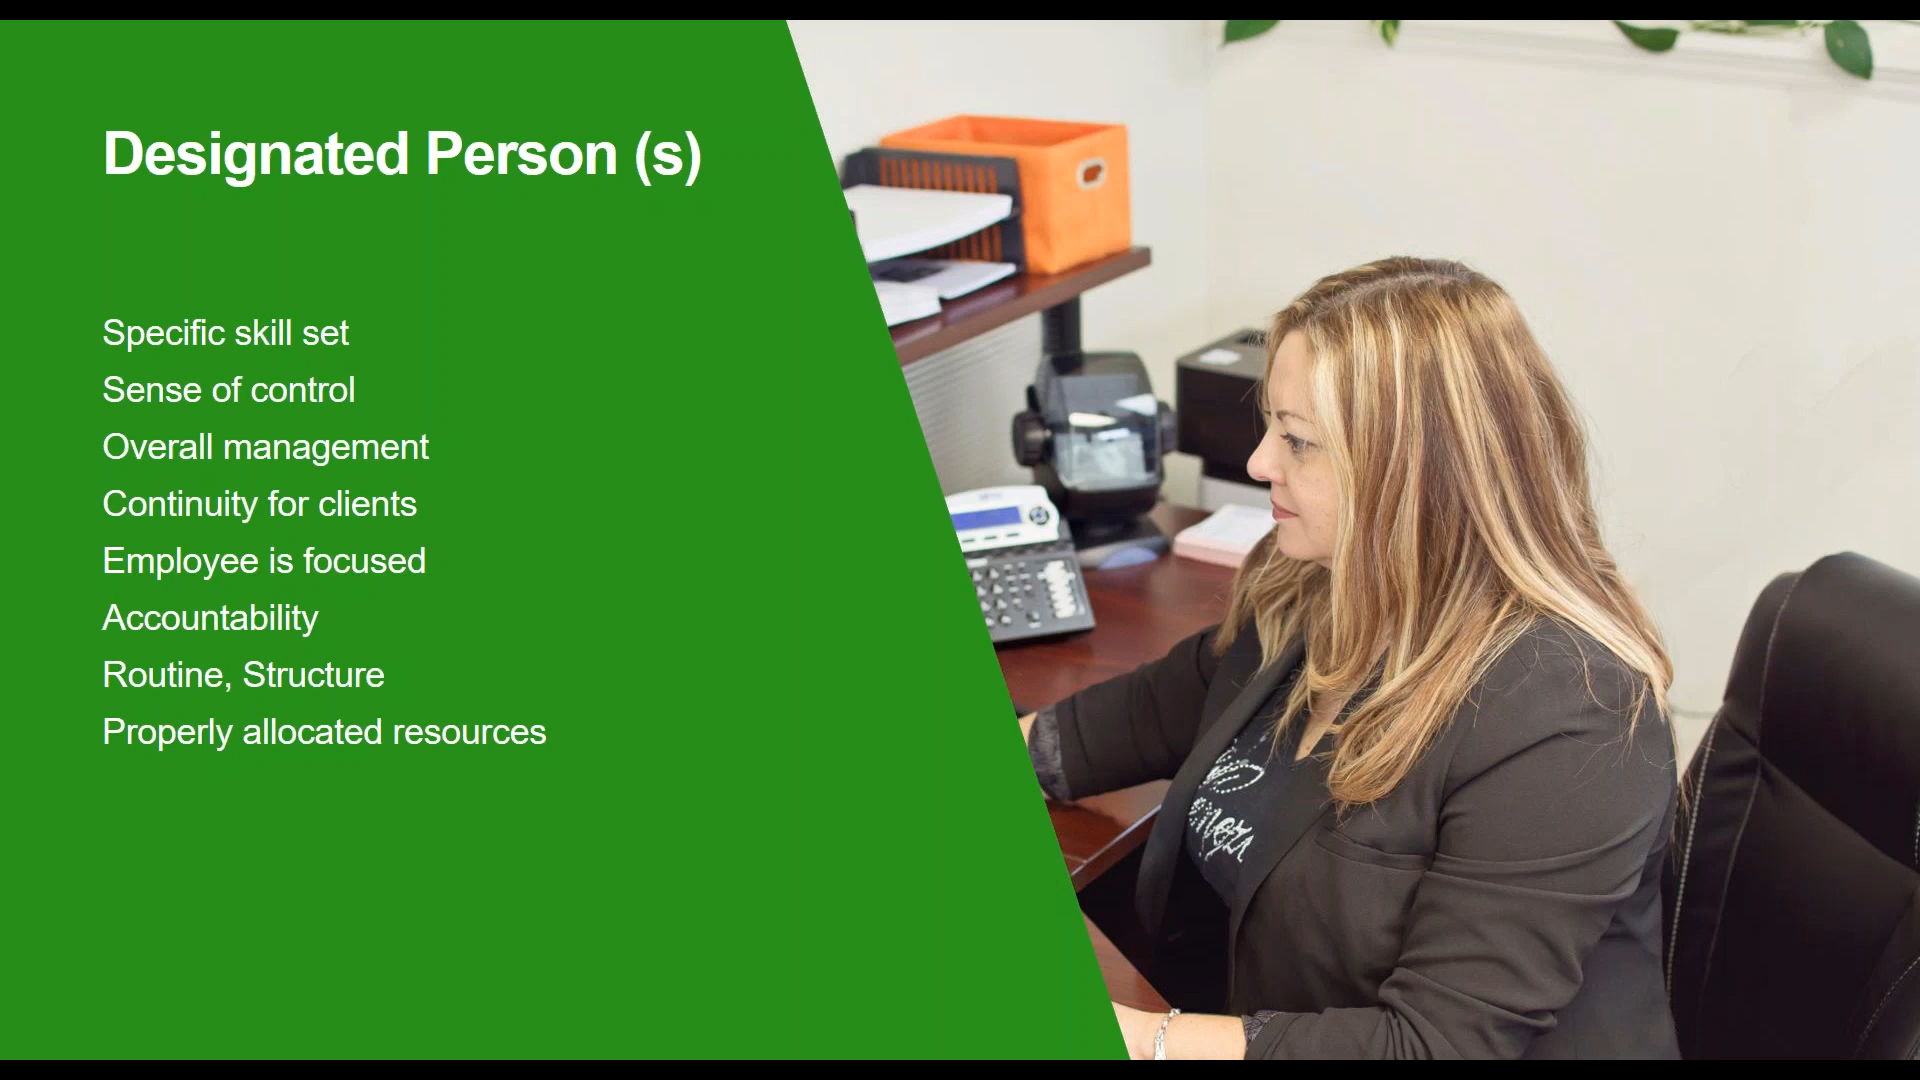 Designated Person (s)
Specific skill set
Sense of control
Overall management
Continuity for clients
Employee is focused
Accountability
Routine, Structure
Properly allocated resources